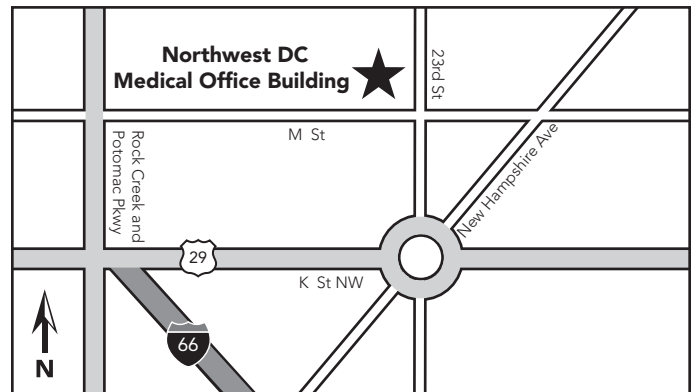 Northwest DC
Medical Office Building
23rd St
M St
Rock Creek and
Potomac Pkwy
New Hampshire Ave
29
K St NW
66
N